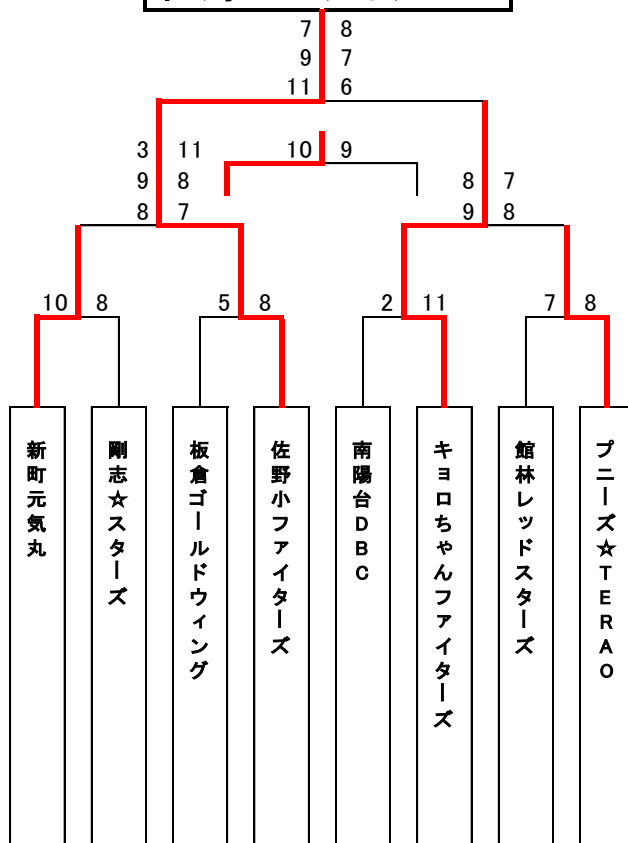 7 8
9 7
11 6
3 11
9 8
8 7
10 9
8 7
9 8
10 8
5 8
2 11
7 8
新町元気丸
剛志☆スターズ
板倉ゴールドウィング
佐野小ファイターズ
南陽台DBC
キョロちゃんファイターズ
館林レッドスターズ
プニーズ☆TERAO